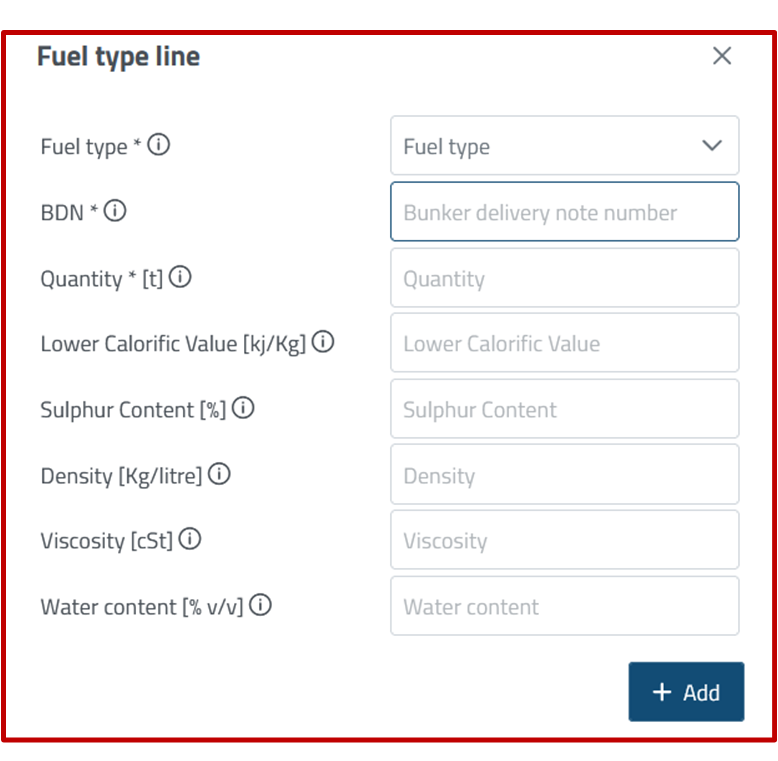 Fuel type line
Fuel type * Fuel type
BDN * Bunker delivery note number
Quantity * [t] Quantity
Lower Calorific Value [kj/Kg] Lower Calorific Value
Sulphur Content [%] Sulphur Content
Density [Kg/litre] Density
Viscosity [cSt] Viscosity
Water content [% v/v] Water content
+ Add